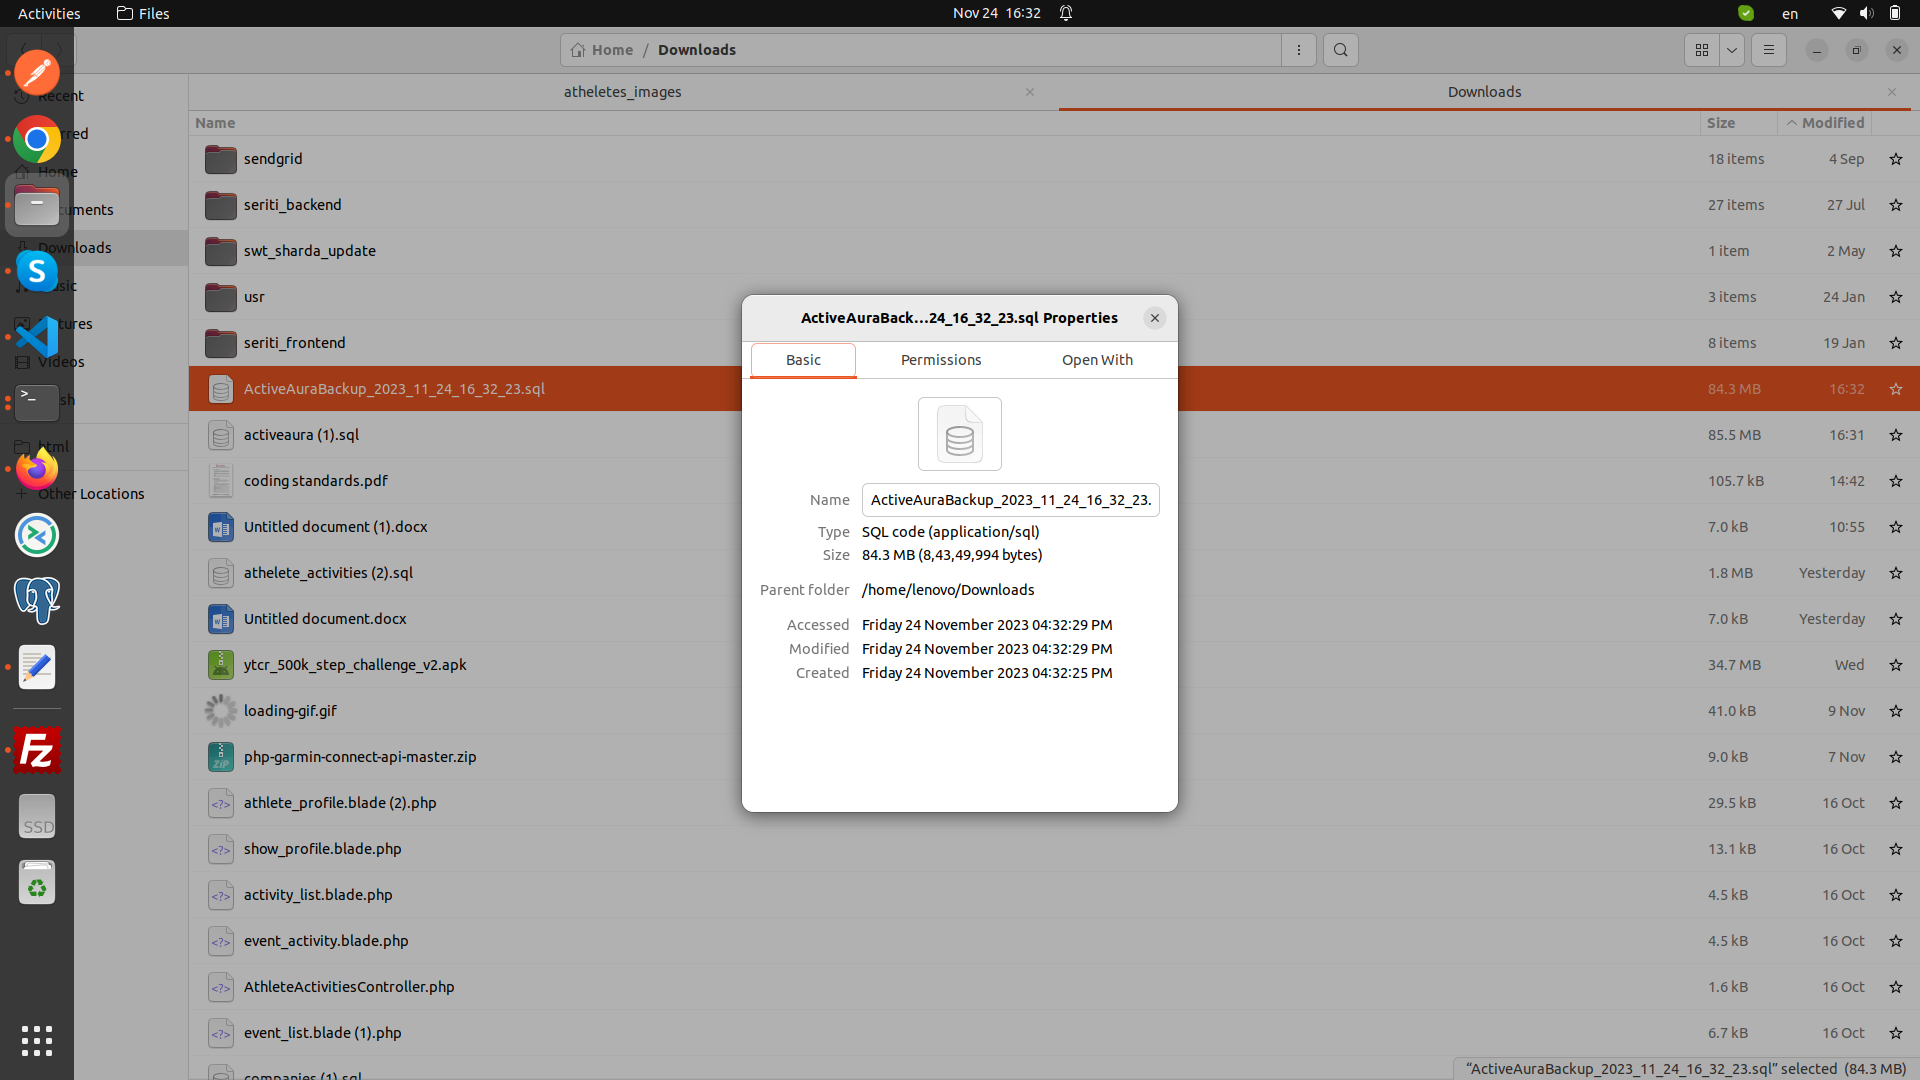 Activities Files Nov 24 16:32 en
Home / Downloads
atheletes_images Downloads
Name Size Modified
Recent
Home
Downloads
Videos
Other Locations
sendgrid 18 items 4 Sep
seriti_backend 27 items 27 Jul
swt_sharda_update 1 item 2 May
usr 3 items 24 Jan
seriti_frontend 8 items 19 Jan
ActiveAuraBackup_2023_11_24_16_32_23.sql 84.3 MB 16:32
activeaura (1).sql 85.5 MB 16:31
coding standards.pdf 105.7 kB 14:42
Untitled document (1).docx 7.0 kB 10:55
athelete_activities (2).sql 1.8 MB Yesterday
Untitled document.docx 7.0 kB Yesterday
ytcr_500k_step_challenge_v2.apk 34.7 MB Wed
loading-gif.gif 41.0 kB 9 Nov
php-garmin-connect-api-master.zip 9.0 kB 7 Nov
athlete_profile.blade (2).php 29.5 kB 16 Oct
show_profile.blade.php 13.1 kB 16 Oct
activity_list.blade.php 4.5 kB 16 Oct
event_activity.blade.php 4.5 kB 16 Oct
AthleteActivitiesController.php 1.6 kB 16 Oct
event_list.blade (1).php 6.7 kB 16 Oct
companies (1).sql
ActiveAuraBack...24_16_32_23.sql Properties
Basic Permissions Open With
Name ActiveAuraBackup_2023_11_24_16_32_23.
Type SQL code (application/sql)
Size 84.3 MB (8,43,49,994 bytes)
Parent folder /home/lenovo/Downloads
Accessed Friday 24 November 2023 04:32:29 PM
Modified Friday 24 November 2023 04:32:29 PM
Created Friday 24 November 2023 04:32:25 PM
SSD
"ActiveAuraBackup_2023_11_24_16_32_23.sql" selected (84.3 MB)